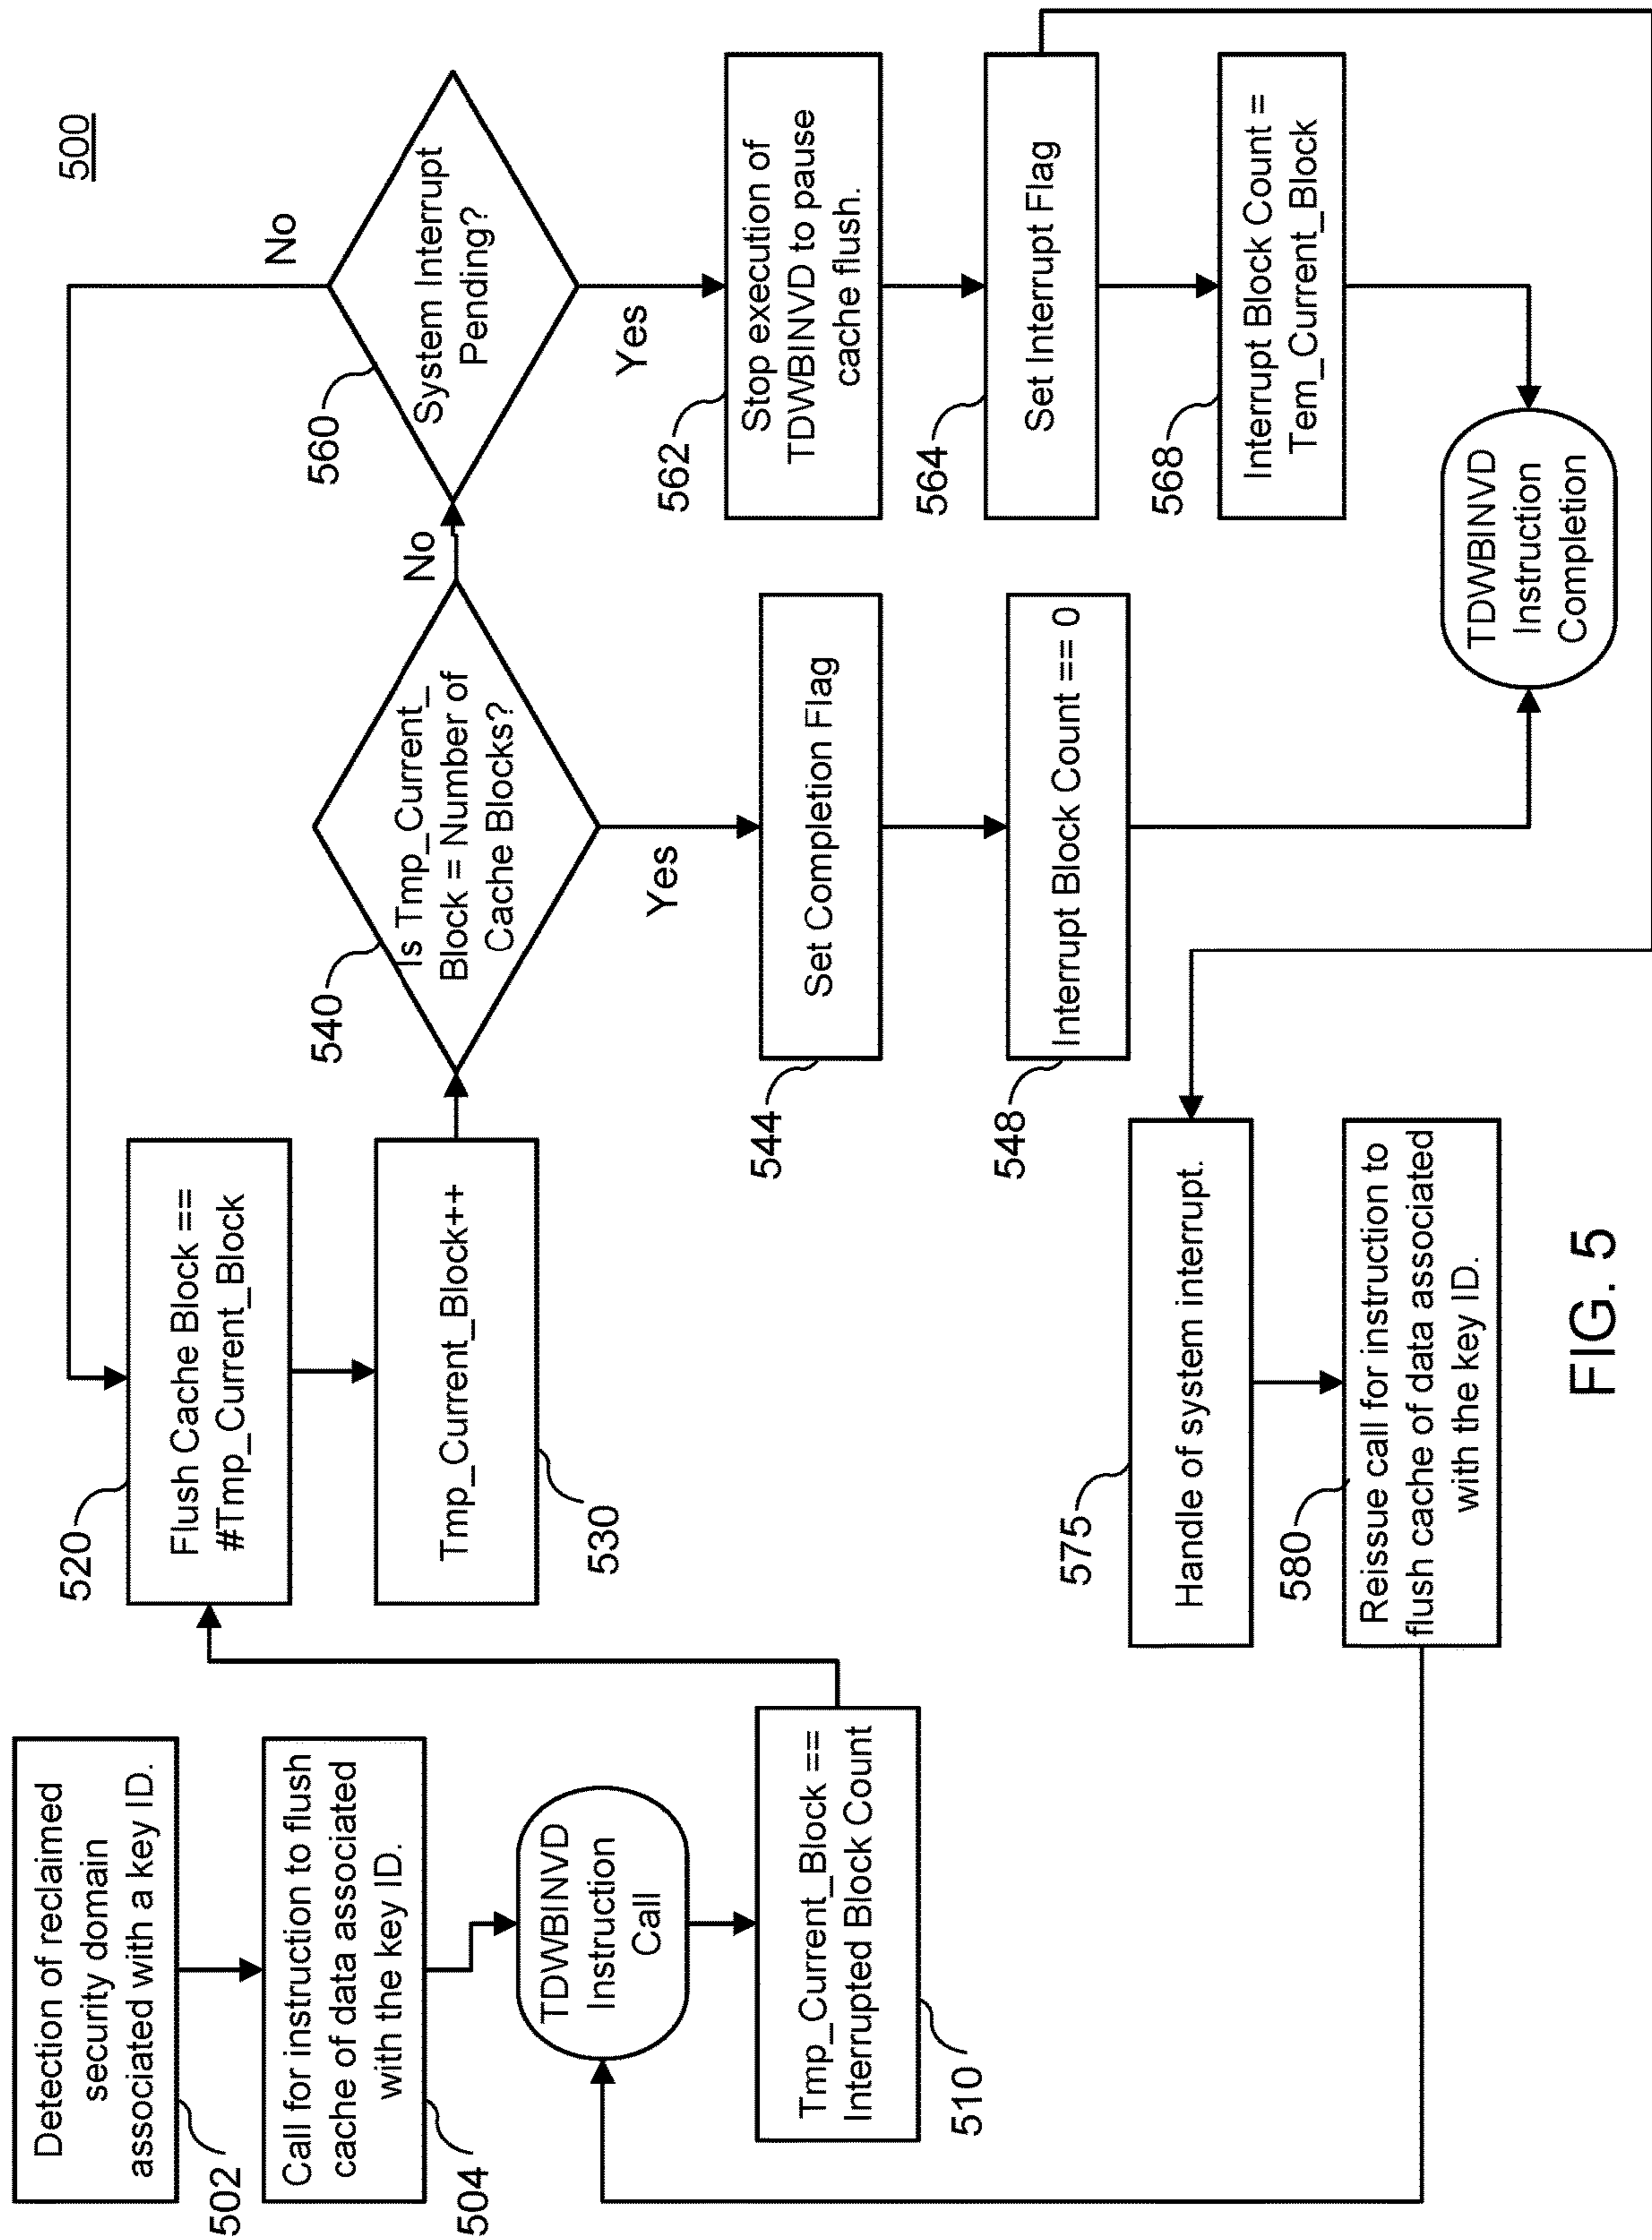 500
Detection of reclaimed
security domain
associated with a key ID.
502
Call for instruction to flush
cache of data associated
with the key ID.
504
TDWBINVD
Instruction
Call
Tmp_Current_Block ==
Interrupted Block Count
510
Flush Cache Block ==
#Tmp_Current_Block
520
Tmp_Current_Block++
530
Is Tmp_Current_
Block = Number of
Cache Blocks?
540
No
Yes
Set Completion Flag
544
Interrupt Block Count == 0
548
System Interrupt
Pending?
560
No
Yes
Stop execution of
TDWBINVD to pause
cache flush.
562
Set Interrupt Flag
564
Interrupt Block Count =
Tem_Current_Block
568
TDWBINVD
Instruction
Completion
Handle of system interrupt.
575
Reissue call for instruction to
flush cache of data associated
with the key ID.
580
FIG. 5